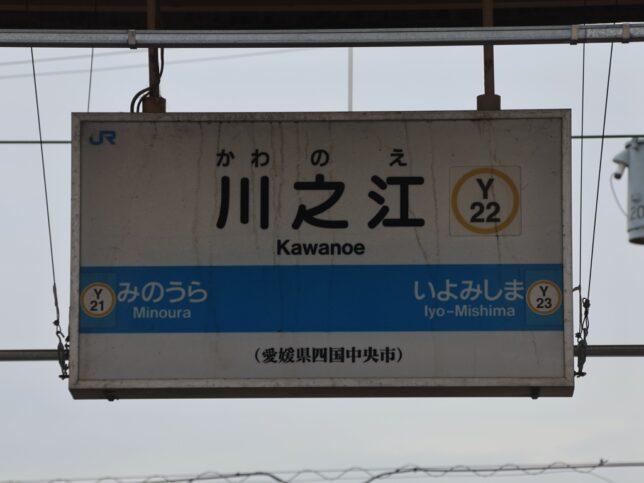 JR
かわのえ
川之江
Y
22
Kawanoe
Y
21
みのうら
Minoura
いよみしま
Iyo-Mishima
Y
23
(愛媛県四国中央市)
20